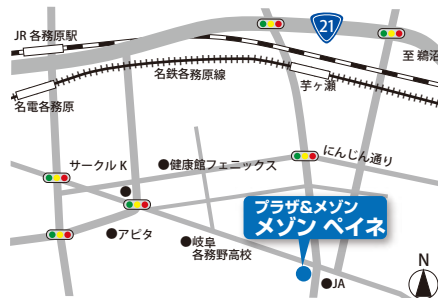 JR 各務原駅
21
至 鵜沼
名鉄各務原線
名電各務原
芋ヶ瀬
サークル K
●健康館フェニックス
にんじん通り
●アピタ
●岐阜
各務野高校
プラザ&メゾン
メゾン ペイネ
●JA
N